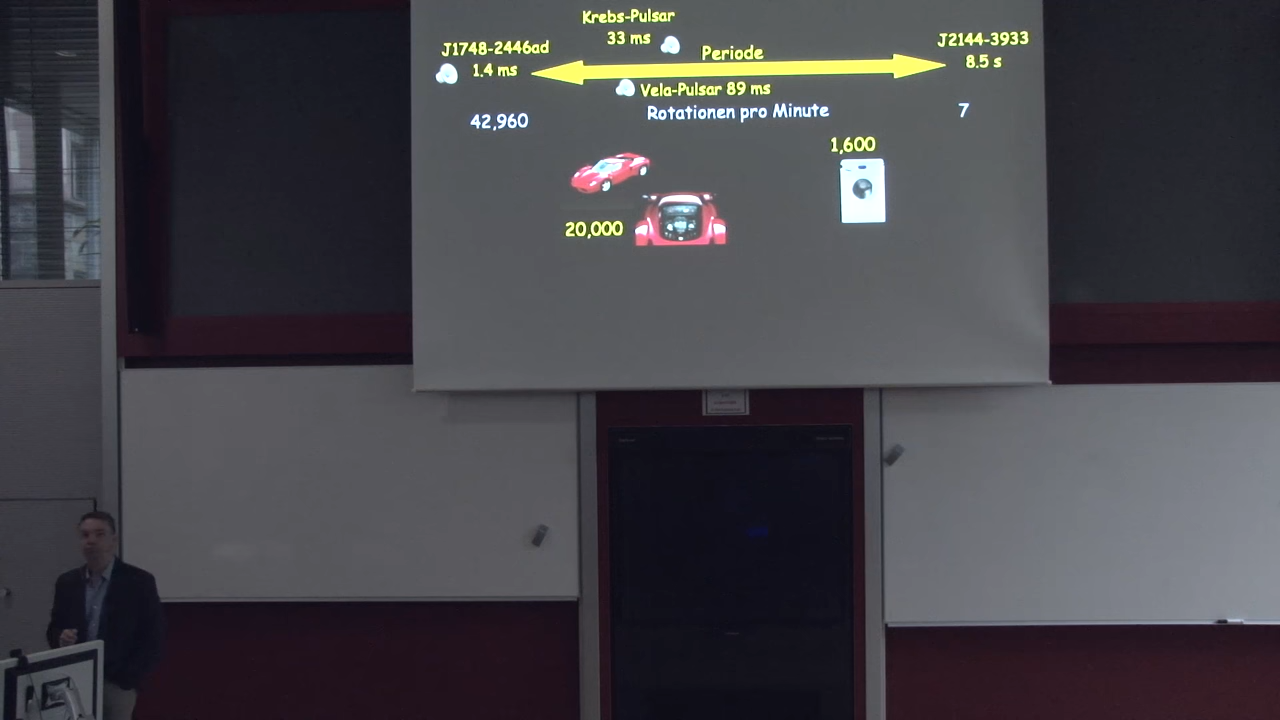 Krebs-Pulsar
33 ms
J1748-2446ad
1.4 ms
Periode
J2144-3933
8.5 s
Vela-Pulsar 89 ms
Rotationen pro Minute
42,960
7
1,600
20,000